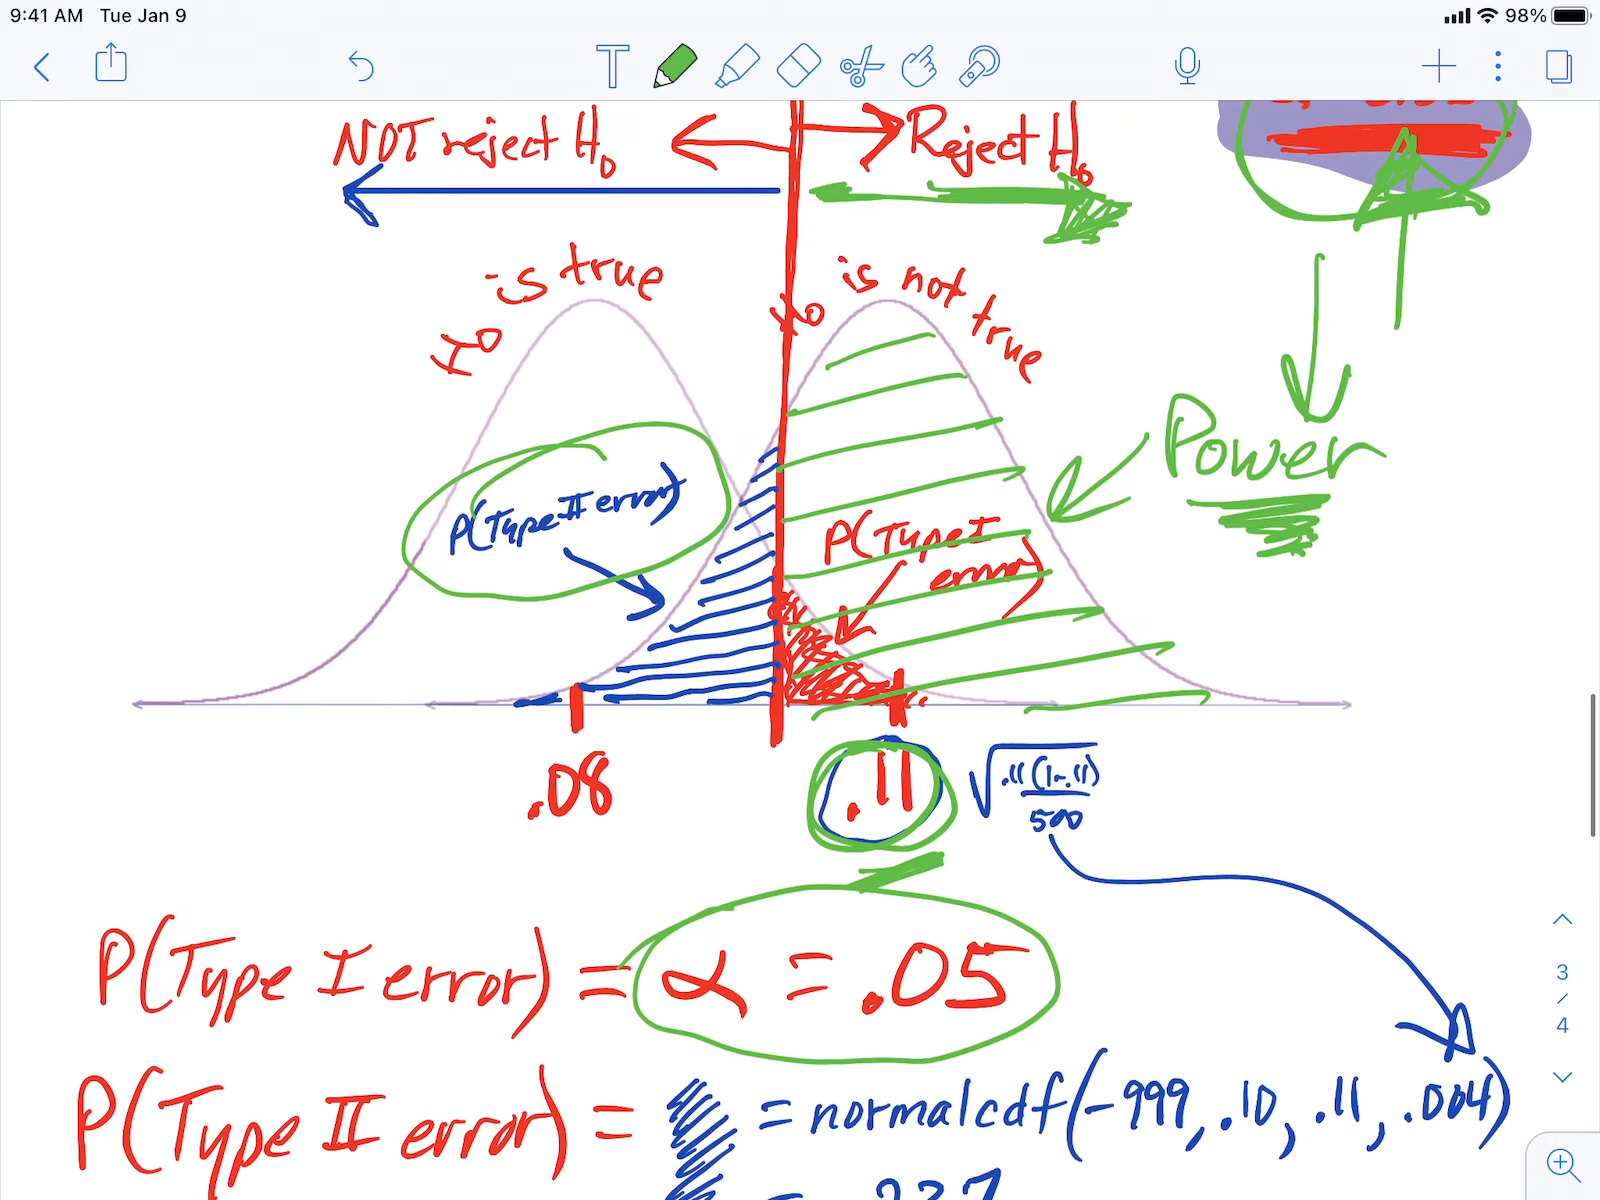 9:41 AM Tue Jan 9
98%
NOT reject H₀
Reject H₀
H₀ is true
H₀ is not true
Power
P(Type II error)
P(Type I
error)
.08
.11
√.11(1-.11)
500
P(Type I error) = α = .05
3
/
4
P(Type II error) = = normalcdf(-999, .10, .11, .004)